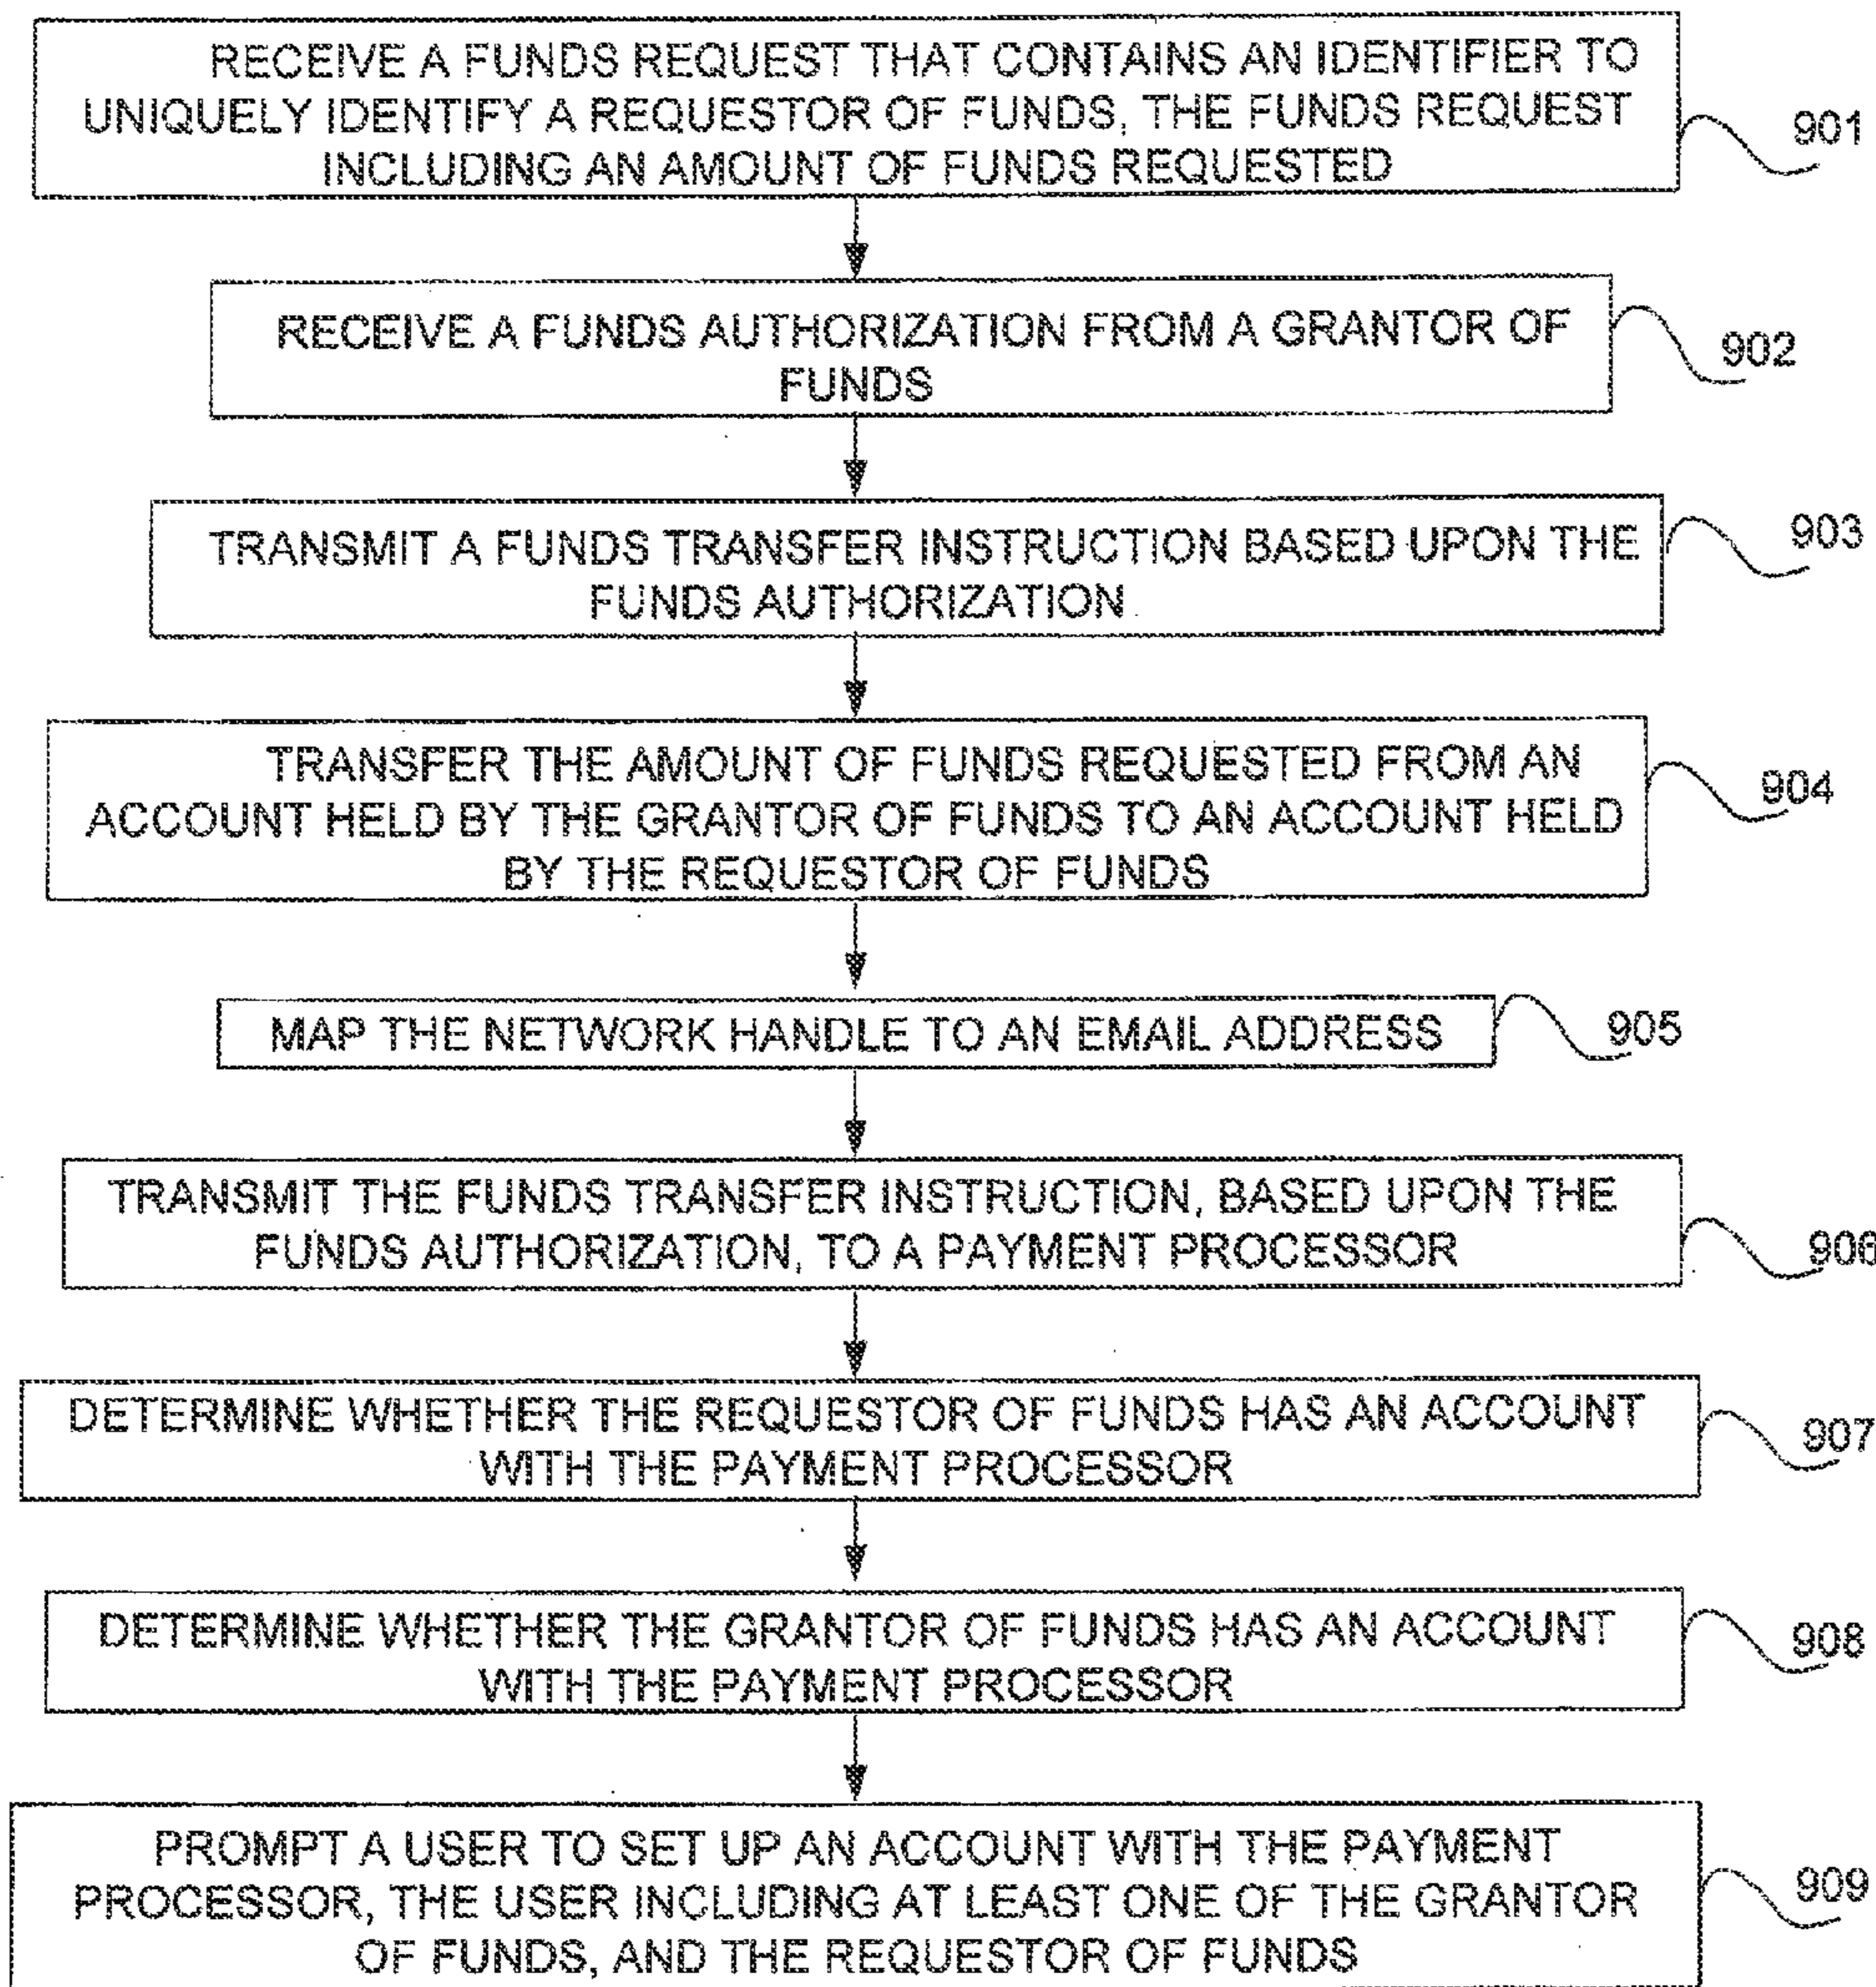 RECEIVE A FUNDS REQUEST THAT CONTAINS AN IDENTIFIER TO
UNIQUELY IDENTIFY A REQUESTOR OF FUNDS, THE FUNDS REQUEST
INCLUDING AN AMOUNT OF FUNDS REQUESTED
901
RECEIVE A FUNDS AUTHORIZATION FROM A GRANTOR OF
FUNDS
902
TRANSMIT A FUNDS TRANSFER INSTRUCTION BASED UPON THE
FUNDS AUTHORIZATION
903
TRANSFER THE AMOUNT OF FUNDS REQUESTED FROM AN
ACCOUNT HELD BY THE GRANTOR OF FUNDS TO AN ACCOUNT HELD
BY THE REQUESTOR OF FUNDS
904
MAP THE NETWORK HANDLE TO AN EMAIL ADDRESS
905
TRANSMIT THE FUNDS TRANSFER INSTRUCTION, BASED UPON THE
FUNDS AUTHORIZATION, TO A PAYMENT PROCESSOR
906
DETERMINE WHETHER THE REQUESTOR OF FUNDS HAS AN ACCOUNT
WITH THE PAYMENT PROCESSOR
907
DETERMINE WHETHER THE GRANTOR OF FUNDS HAS AN ACCOUNT
WITH THE PAYMENT PROCESSOR
908
PROMPT A USER TO SET UP AN ACCOUNT WITH THE PAYMENT
PROCESSOR, THE USER INCLUDING AT LEAST ONE OF THE GRANTOR
OF FUNDS, AND THE REQUESTOR OF FUNDS
909